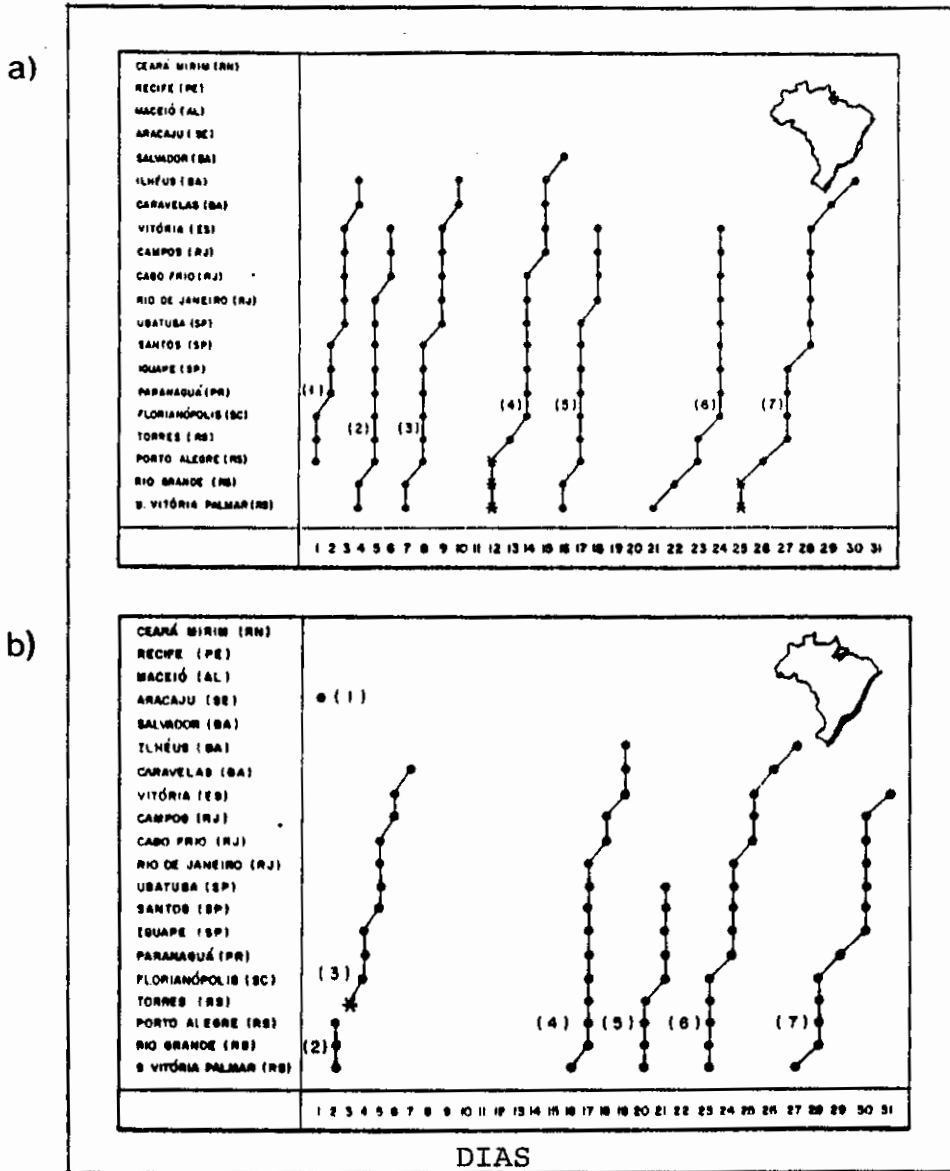 a)
CEARÁ MIRIM (RN)
RECIFE (PE)
MACEIÓ (AL)
ARACAJU (SE)
SALVADOR (BA)
ILHÉUS (BA)
CARAVELAS (BA)
VITÓRIA (ES)
CAMPOS (RJ)
CABO FRIO (RJ)
RIO DE JANEIRO (RJ)
UBATUBA (SP)
SANTOS (SP)
IGUAPE (SP)
PARANAGUÁ (PR) (1)
FLORIANÓPOLIS (SC) (2) (3) (4) (5) (6) (7)
TORRES (RS)
PORTO ALEGRE (RS)
RIO GRANDE (RS)
S. VITÓRIA PALMAR (RS)
1 2 3 4 5 6 7 8 9 10 11 12 13 14 15 16 17 18 19 20 21 22 23 24 25 26 27 28 29 30 31
b)
CEARÁ MIRIM (RN)
RECIFE (PE)
MACEIÓ (AL)
ARACAJU (SE) (1)
SALVADOR (BA)
ILHÉUS (BA)
CARAVELAS (BA)
VITÓRIA (ES)
CAMPOS (RJ)
CABO FRIO (RJ)
RIO DE JANEIRO (RJ)
UBATUBA (SP)
SANTOS (SP)
IGUAPE (SP)
PARANAGUÁ (PR)
FLORIANÓPOLIS (SC) (3)
TORRES (RS)
PORTO ALEGRE (RS) (4) (5) (6) (7)
RIO GRANDE (RS) (2)
S VITÓRIA PALMAR (RS)
1 2 3 4 5 6 7 8 9 10 11 12 13 14 15 16 17 18 19 20 21 22 23 24 25 26 27 28 29 30 31
DIAS